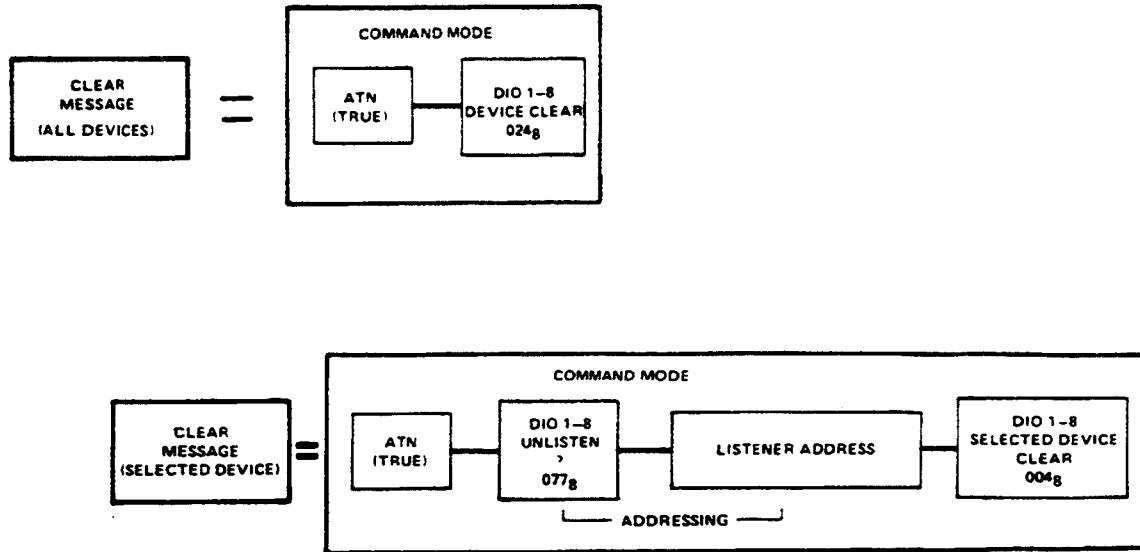 COMMAND MODE
CLEAR
MESSAGE
(ALL DEVICES)
=
ATN
(TRUE)
DIO 1-8
DEVICE CLEAR
024₈
COMMAND MODE
CLEAR
MESSAGE
(SELECTED DEVICE)
=
ATN
(TRUE)
DIO 1-8
UNLISTEN
?
077₈
LISTENER ADDRESS
DIO 1-8
SELECTED DEVICE
CLEAR
004₈
ADDRESSING